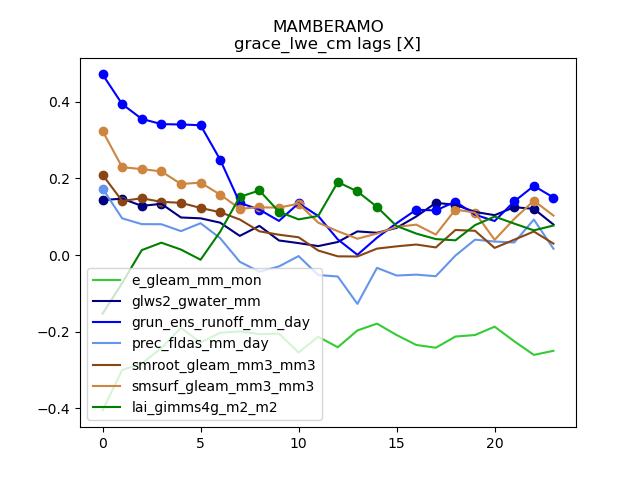 MAMBERAMO
grace_lwe_cm lags [X]
0.4
0.2
0.0
−0.2
−0.4
e_gleam_mm_mon
glws2_gwater_mm
grun_ens_runoff_mm_day
prec_fldas_mm_day
smroot_gleam_mm3_mm3
smsurf_gleam_mm3_mm3
lai_gimms4g_m2_m2
0 5 10 15 20